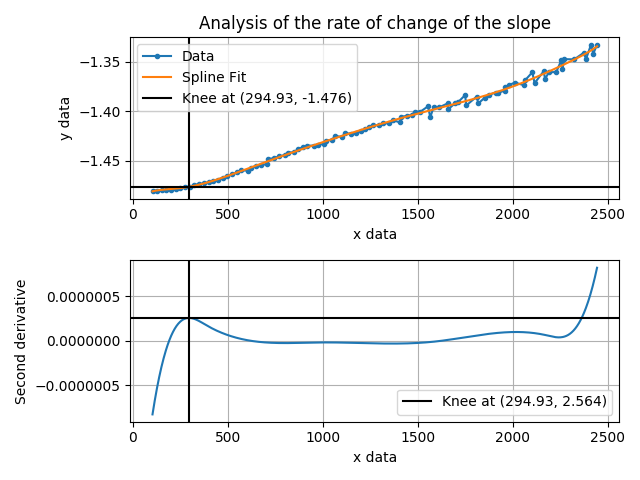 Analysis of the rate of change of the slope
Data
Spline Fit
Knee at (294.93, -1.476)
−1.35
−1.40
−1.45
y data
0 500 1000 1500 2000 2500
x data
0.0000005
0.0000000
−0.0000005
Second derivative
Knee at (294.93, 2.564)
0 500 1000 1500 2000 2500
x data